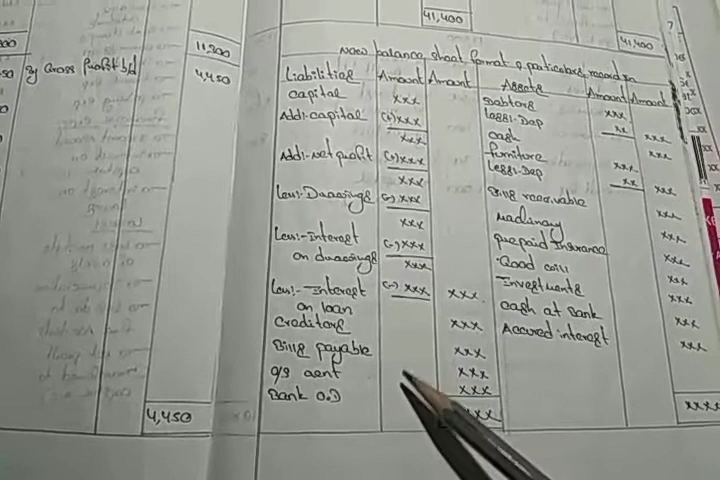 41,400
41,400
11,200
By Gross Profit b/d 4,450
4,450
New balance sheet format & particulars record in
Liabilities Amount Amount Assets Amount Amount
capital xxx
Add:-capital (+)xxx
xxx
Add:-Net profit (+)xxx
xxx
Less:-Drawings (-)xxx
xxx
Less:-Interest (-)xxx
on drawings xxx
Less:-Interest (-)xxx xxx
on loan
Creditors xxx
Bills payable xxx
o/s rent xxx
Bank O.D xxx
xxx
Debtors xxx
Less:-Dep xx xxx
cash xxx
furniture xxx
Less:-Dep xx xxx
Bills receivable xxx
Machinary xxx
Prepaid Insurance xxx
Good will xxx
Investments xxx
cash at Bank xxx
Accured interest xxx
xxxx